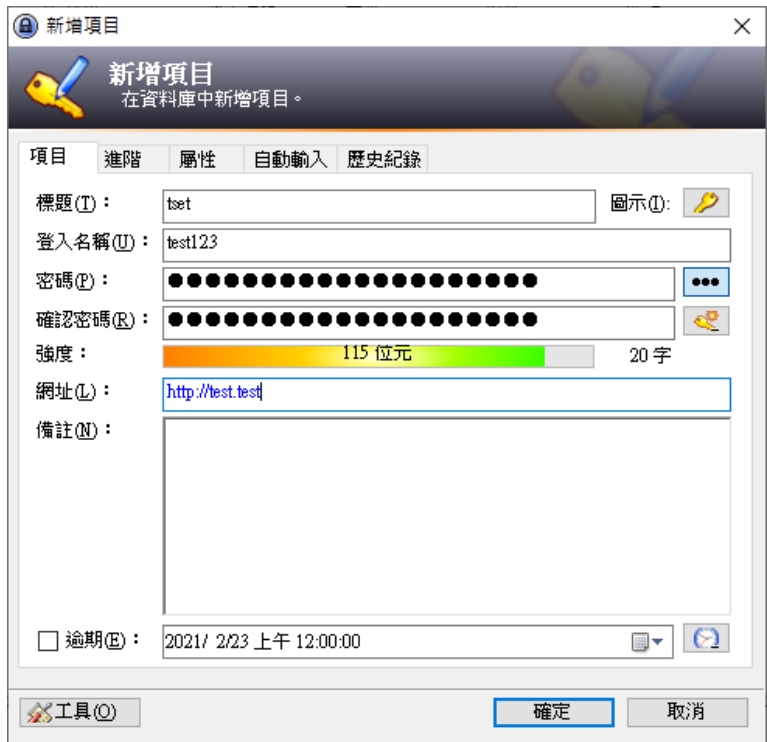 新增項目
新增項目
在資料庫中新增項目。
項目 進階 屬性 自動輸入 歷史紀錄
標題(T)： tset 圖示(I):
登入名稱(U)： test123
密碼(P)： ●●●●●●●●●●●●●●●●●●●●
確認密碼(R)： ●●●●●●●●●●●●●●●●●●●●
強度： 115 位元 20 字
網址(L)： http://test.test
備註(N)：
逾期(E)： 2021/ 2/23 上午 12:00:00
工具(O) 確定 取消